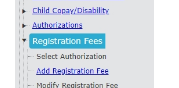 Child Copay/Disability
Authorizations
Registration Fees
Select Authorization
Add Registration Fee
Modify Registration Fee